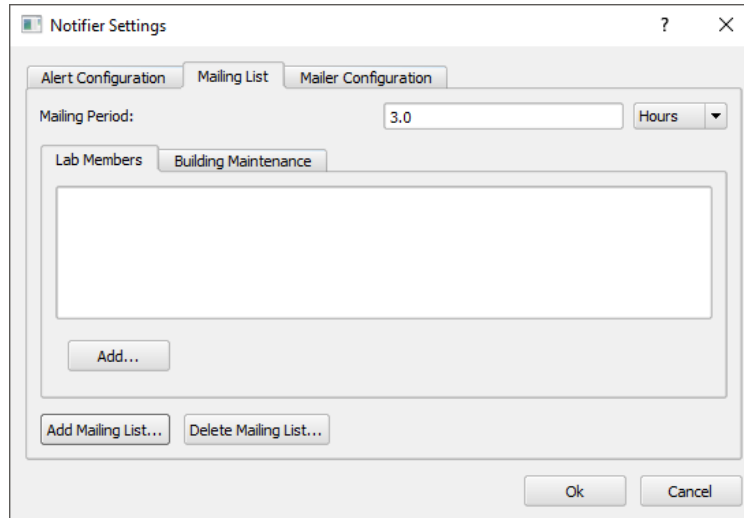 Notifier Settings ? ×
Alert Configuration Mailing List Mailer Configuration
Mailing Period: 3.0 Hours
Lab Members Building Maintenance
Add...
Add Mailing List... Delete Mailing List...
Ok Cancel